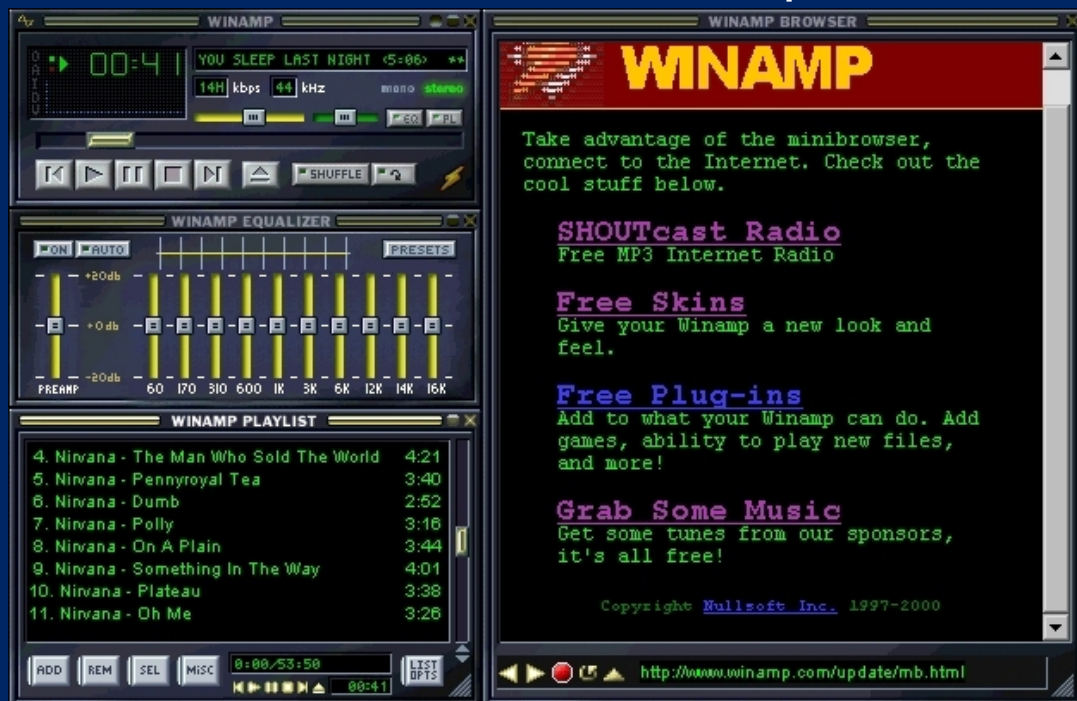 WINAMP
O
A
I
D
V
00:41
YOU SLEEP LAST NIGHT <5:06> **
14H kbps 44 kHz mono stereo
EQ PL
SHUFFLE
WINAMP EQUALIZER
ON AUTO PRESETS
+20db
+0db
-20db
PREAMP 60 170 310 600 1K 3K 6K 12K 14K 16K
WINAMP PLAYLIST
4. Nirvana - The Man Who Sold The World 4:21
5. Nirvana - Pennyroyal Tea 3:40
6. Nirvana - Dumb 2:52
7. Nirvana - Polly 3:16
8. Nirvana - On A Plain 3:44
9. Nirvana - Something In The Way 4:01
10. Nirvana - Plateau 3:38
11. Nirvana - Oh Me 3:26
ADD REM SEL MISC 0:00/53:50 LIST OPTS
00:41
WINAMP BROWSER
WINAMP
Take advantage of the minibrowser,
connect to the Internet. Check out the
cool stuff below.
SHOUTcast Radio
Free MP3 Internet Radio
Free Skins
Give your Winamp a new look and
feel.
Free Plug-ins
Add to what your Winamp can do. Add
games, ability to play new files,
and more!
Grab Some Music
Get some tunes from our sponsors,
it's all free!
Copyright Nullsoft Inc. 1997-2000
http://www.winamp.com/update/mb.html